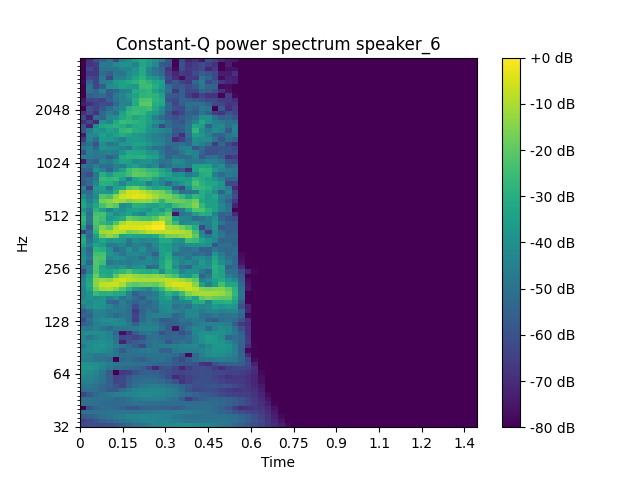 Constant-Q power spectrum speaker_6
+0 dB
-10 dB
-20 dB
-30 dB
-40 dB
-50 dB
-60 dB
-70 dB
-80 dB
2048
1024
512
256
128
64
32
Hz
0 0.15 0.3 0.45 0.6 0.75 0.9 1.1 1.2 1.4
Time